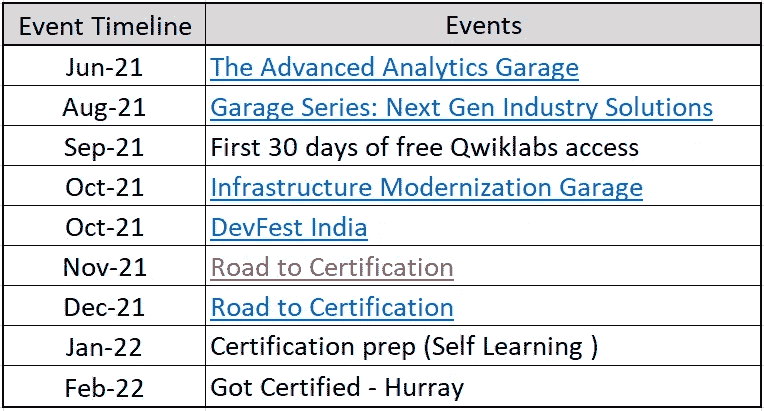 Event Timeline Events
Jun-21 The Advanced Analytics Garage
Aug-21 Garage Series: Next Gen Industry Solutions
Sep-21 First 30 days of free Qwiklabs access
Oct-21 Infrastructure Modernization Garage
Oct-21 DevFest India
Nov-21 Road to Certification
Dec-21 Road to Certification
Jan-22 Certification prep (Self Learning )
Feb-22 Got Certified - Hurray